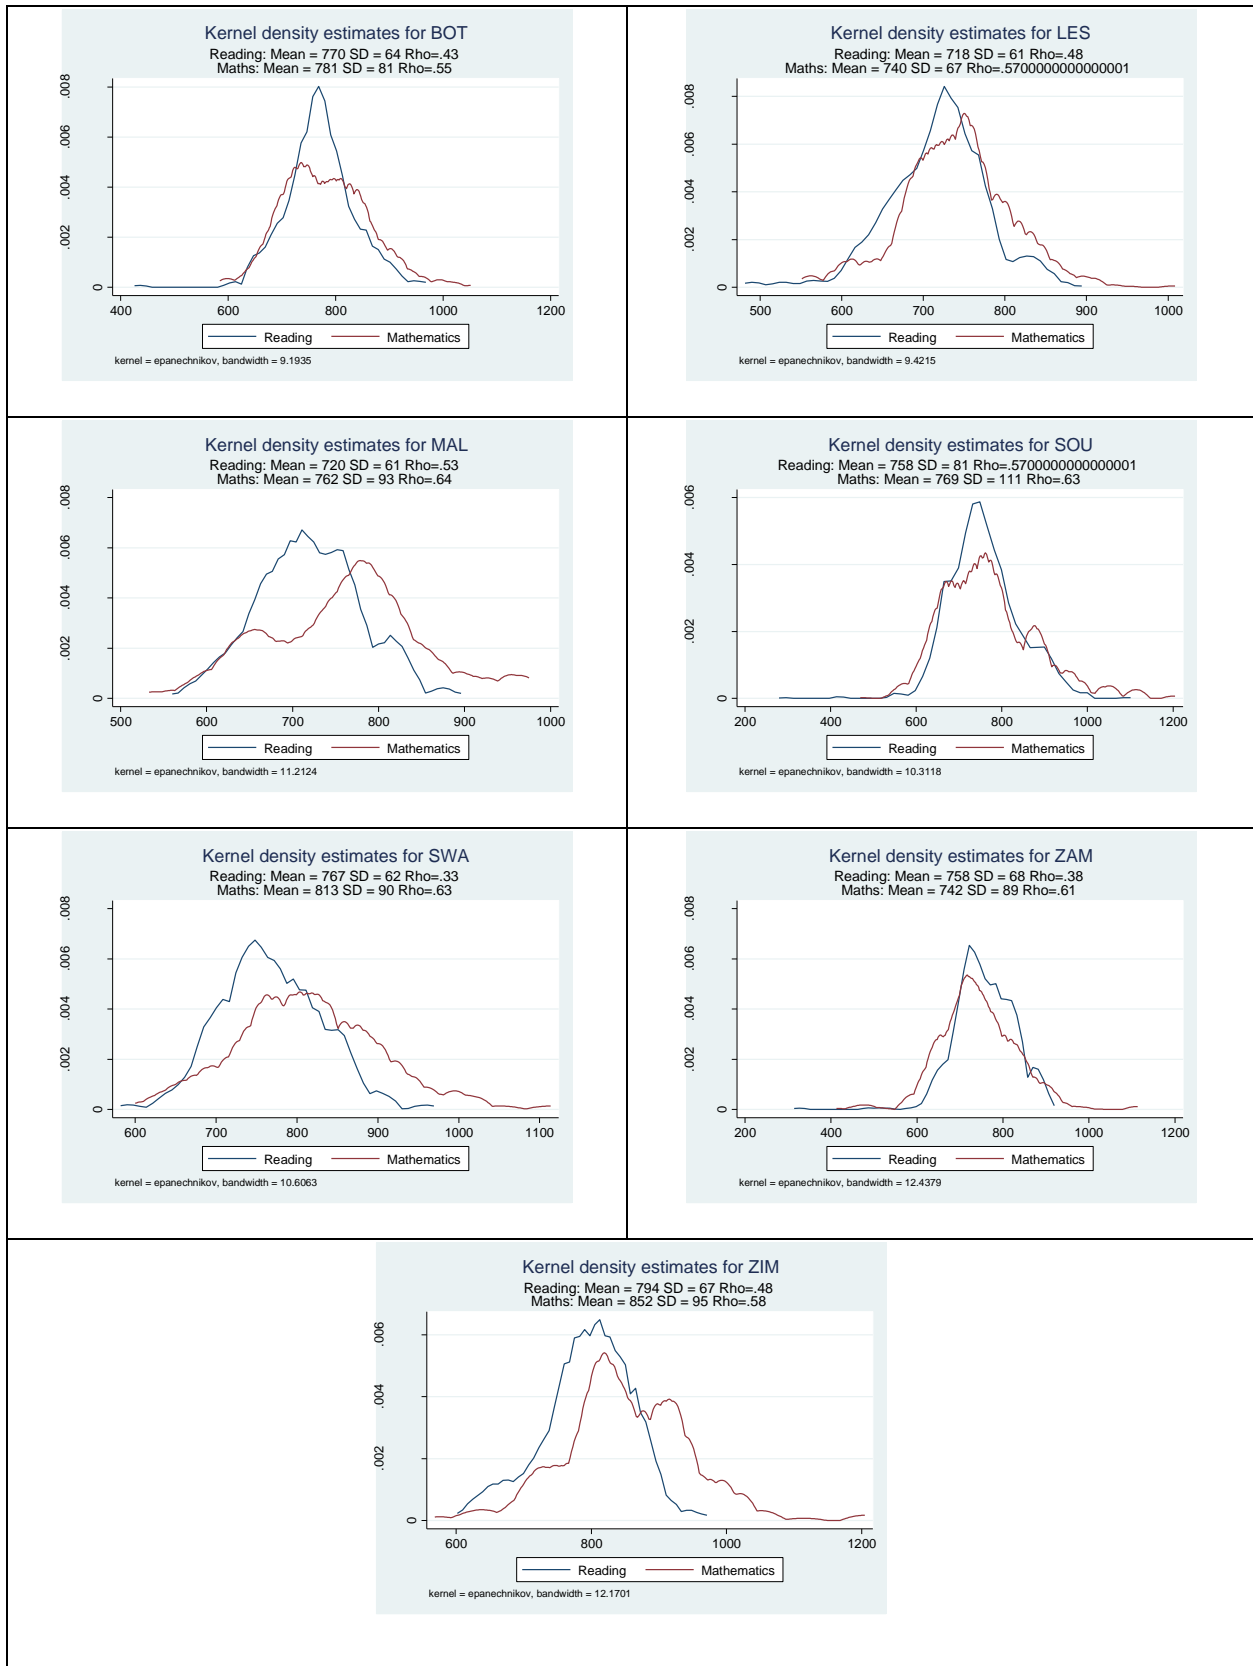 Kernel density estimates for BOT
Reading: Mean = 770 SD = 64 Rho=.43
Maths: Mean = 781 SD = 81 Rho=.55
.008
.006
.004
.002
0
400 600 800 1000 1200
Reading Mathematics
kernel = epanechnikov, bandwidth = 9.1935
Kernel density estimates for LES
Reading: Mean = 718 SD = 61 Rho=.48
Maths: Mean = 740 SD = 67 Rho=.5700000000000001
.008
.006
.004
.002
0
500 600 700 800 900 1000
Reading Mathematics
kernel = epanechnikov, bandwidth = 9.4215
Kernel density estimates for MAL
Reading: Mean = 720 SD = 61 Rho=.53
Maths: Mean = 762 SD = 93 Rho=.64
.008
.006
.004
.002
0
500 600 700 800 900 1000
Reading Mathematics
kernel = epanechnikov, bandwidth = 11.2124
Kernel density estimates for SOU
Reading: Mean = 758 SD = 81 Rho=.5700000000000001
Maths: Mean = 769 SD = 111 Rho=.63
.006
.004
.002
0
200 400 600 800 1000 1200
Reading Mathematics
kernel = epanechnikov, bandwidth = 10.3118
Kernel density estimates for SWA
Reading: Mean = 767 SD = 62 Rho=.33
Maths: Mean = 813 SD = 90 Rho=.63
.008
.006
.004
.002
0
600 700 800 900 1000 1100
Reading Mathematics
kernel = epanechnikov, bandwidth = 10.6063
Kernel density estimates for ZAM
Reading: Mean = 758 SD = 68 Rho=.38
Maths: Mean = 742 SD = 89 Rho=.61
.008
.006
.004
.002
0
200 400 600 800 1000 1200
Reading Mathematics
kernel = epanechnikov, bandwidth = 12.4379
Kernel density estimates for ZIM
Reading: Mean = 794 SD = 67 Rho=.48
Maths: Mean = 852 SD = 95 Rho=.58
.006
.004
.002
0
600 800 1000 1200
Reading Mathematics
kernel = epanechnikov, bandwidth = 12.1701